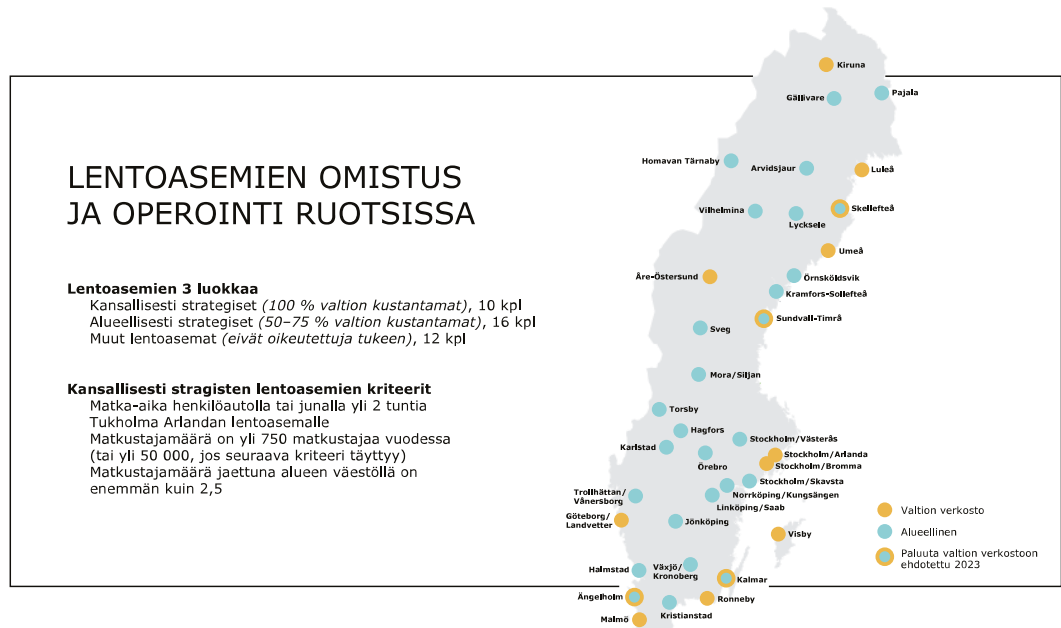 LENTOASEMIEN OMISTUS
JA OPEROINTI RUOTSISSA
Lentoasemien 3 luokkaa
Kansallisesti strategiset (100 % valtion kustantamat), 10 kpl
Alueellisesti strategiset (50–75 % valtion kustantamat), 16 kpl
Muut lentoasemat (eivät oikeutettuja tukeen), 12 kpl
Kansallisesti stragisten lentoasemien kriteerit
Matka-aika henkilöautolla tai junalla yli 2 tuntia
Tukholma Arlandan lentoasemalle
Matkustajamäärä on yli 750 matkustajaa vuodessa
(tai yli 50 000, jos seuraava kriteeri täyttyy)
Matkustajamäärä jaettuna alueen väestöllä on
enemmän kuin 2,5
Kiruna
Gällivare
Pajala
Homavan Tärnaby
Arvidsjaur
Luleå
Vilhelmina
Lycksele
Skellefteå
Umeå
Åre-Östersund
Örnsköldsvik
Kramfors-Sollefteå
Sundvall-Timrå
Sveg
Mora/Siljan
Torsby
Hagfors
Karlstad
Örebro
Stockholm/Västerås
Stockholm/Arlanda
Stockholm/Bromma
Stockholm/Skavsta
Norrköping/Kungsängen
Linköping/Saab
Trollhättan/
Vånersborg
Göteborg/
Landvetter
Jönköping
Visby
Halmstad
Växjö/
Kronoberg
Kalmar
Ängelholm
Ronneby
Kristianstad
Malmö
Valtion verkosto
Alueellinen
Paluuta valtion verkostoon
ehdotettu 2023